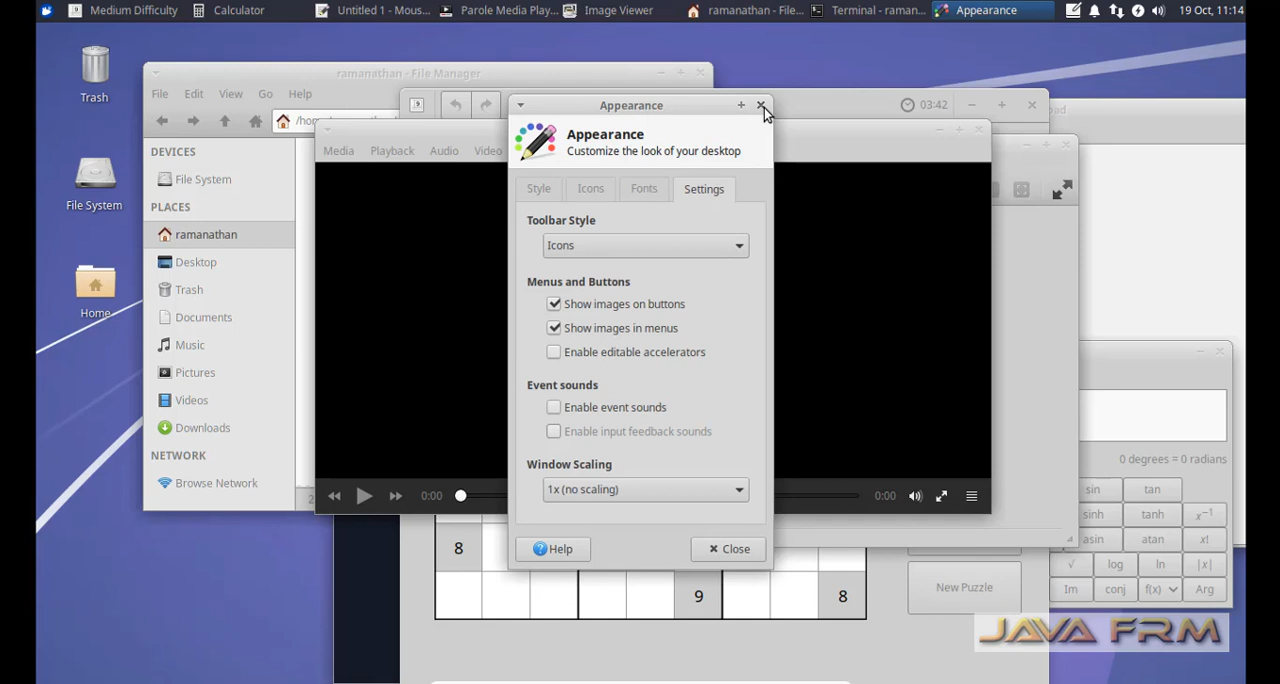 Medium Difficulty
Calculator
Untitled 1 - Mous...
Parole Media Play...
Image Viewer
ramanathan - File...
Terminal - raman...
Appearance
19 Oct, 11:14
Trash
File System
Home
ramanathan - File Manager
File Edit View Go Help
DEVICES
File System
PLACES
ramanathan
Desktop
Trash
Documents
Music
Pictures
Videos
Downloads
NETWORK
Browse Network
Media Playback Audio Video
0:00
0:00
03:42
Appearance
Appearance
Customize the look of your desktop
Style Icons Fonts Settings
Toolbar Style
Icons
Menus and Buttons
Show images on buttons
Show images in menus
Enable editable accelerators
Event sounds
Enable event sounds
Enable input feedback sounds
Window Scaling
1x (no scaling)
Help
Close
8
9
8
New Puzzle
0 degrees = 0 radians
sin tan
sinh tanh x⁻¹
asin atan x!
√ log ln |x|
Im conj f(x) Arg
JAVA FRM